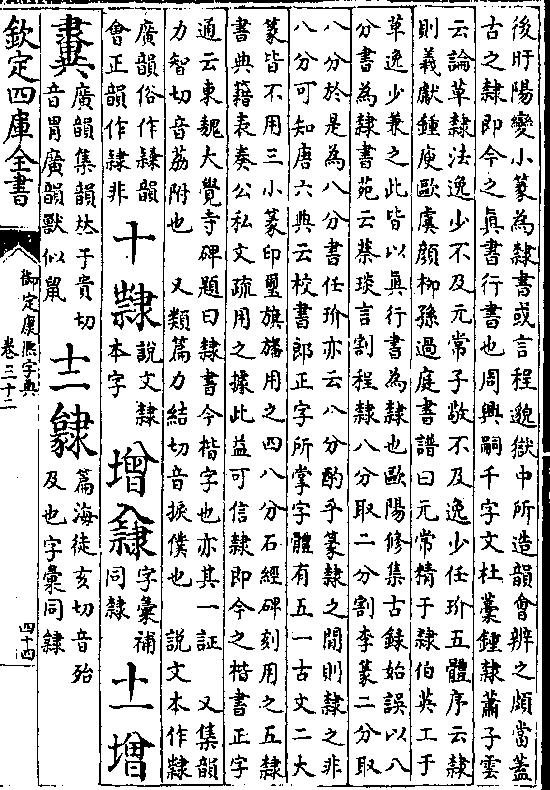 後旴陽變小篆為隸書或言程邈獄中所造韻會辨之頗當蓋
古之隸即今之真書行書也周興嗣千字文杜藁鍾隸蕭子雲
云論草隸法逸少不及元常子敬不及逸少任玠五體序云隸
則義獻鍾庾歐虞顔柳孫過庭書譜曰元常精于隸伯英工于
草逸少兼之此皆以真行書為隸也歐陽修集古錄始誤以八
分書為隸書苑云蔡琰言割程隸八分取二分割李篆二分取
八分於是為八分書任玠亦云八分酌乎篆隸之間則隸之非
八分可知唐六典云校書郎正字所掌字體有五一古文二大
篆皆不用三小篆印璽旗旛用之四八分石經碑刻用之五隸
書典籍表奏公私文疏用之據此益可信隸即今之楷書正字
通云東魏大覺寺碑題曰隸書今楷字也亦其一証　又集韻
力智切音荔附也　又類篇力結切音捩僕也　說文本作隸
廣韻俗作隷韻
會正韻作隸非
十
隸
說文隸
本字
增八
隸
字彙補
同隸
十一增
廣韻集韻𠀤于貴切
音胃廣韻獸似鼠
十二
篇海徒亥切音殆
及也字彙同隸
欽定四庫全書
御定康熙字典
卷三十二
四十四